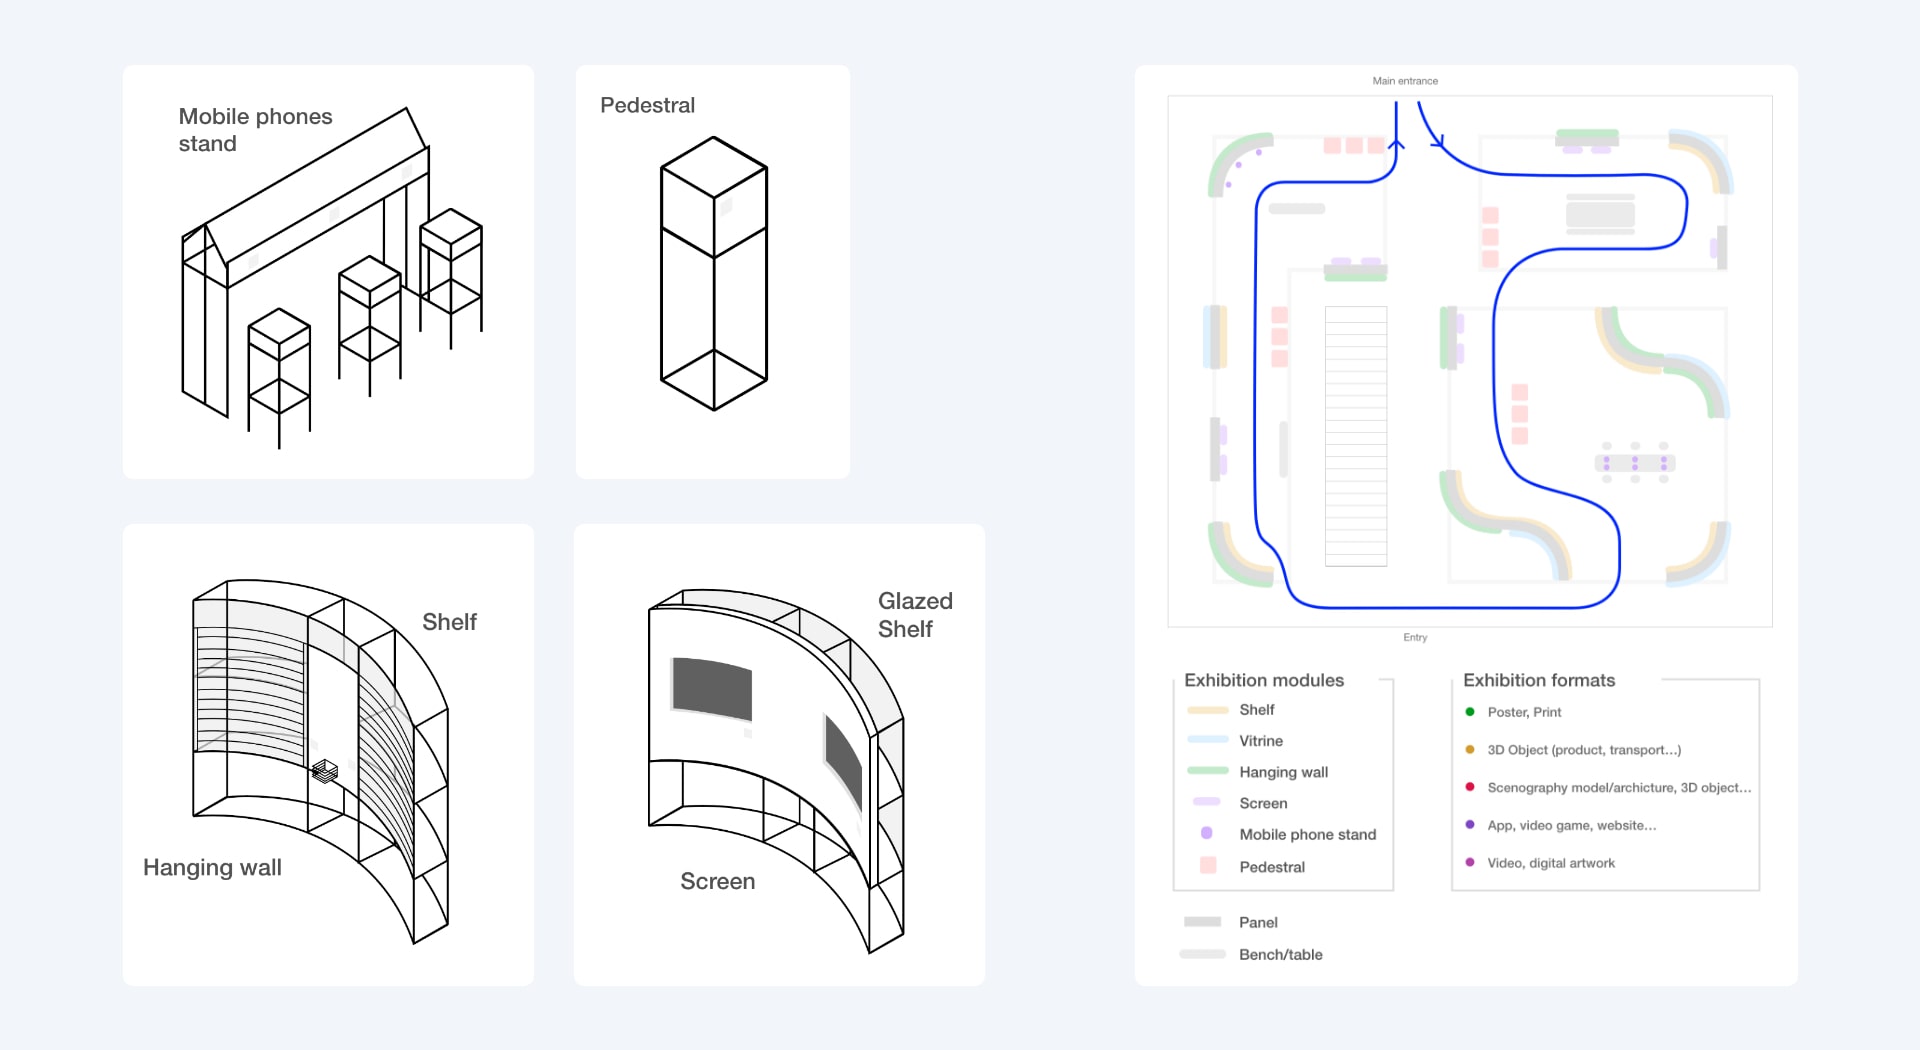 Mobile phones
stand
Pedestral
Shelf
Hanging wall
Glazed
Shelf
Screen
Main entrance
Entry
Exhibition modules
Shelf
Vitrine
Hanging wall
Screen
Mobile phone stand
Pedestral
Panel
Bench/table
Exhibition formats
Poster, Print
3D Object (product, transport...)
Scenography model/archicture, 3D object...
App, video game, website...
Video, digital artwork